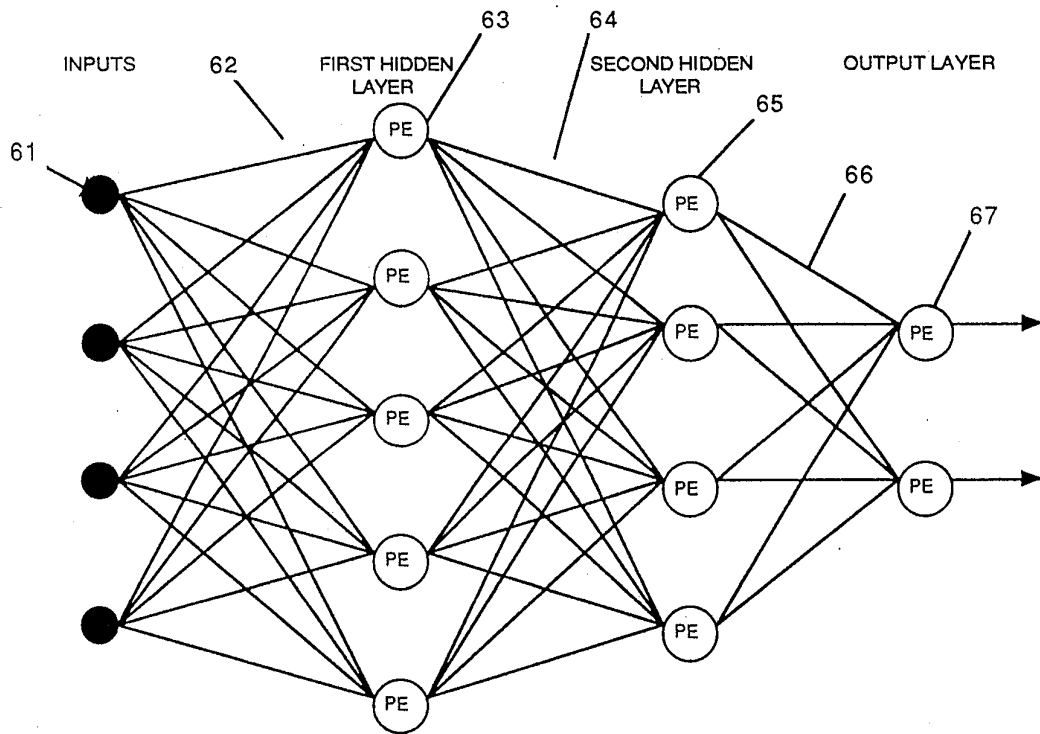 63
64
INPUTS
62
FIRST HIDDEN
LAYER
SECOND HIDDEN
LAYER
OUTPUT LAYER
65
61
PE
66
67
PE
PE
PE
PE
PE
PE
PE
PE
PE
PE